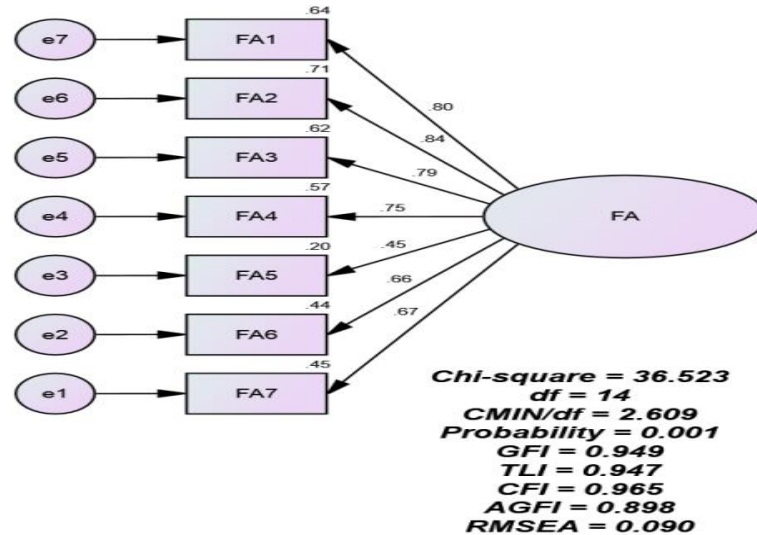 .64
e7 FA1
.80
.71
e6 FA2
.84
.62
e5 FA3
.79
.57
e4 FA4
.75
FA
.20
e3 FA5
.45
.44
e2 FA6
.66
.45
e1 FA7
.67
Chi-square = 36.523
df = 14
CMIN/df = 2.609
Probability = 0.001
GFI = 0.949
TLI = 0.947
CFI = 0.965
AGFI = 0.898
RMSEA = 0.090